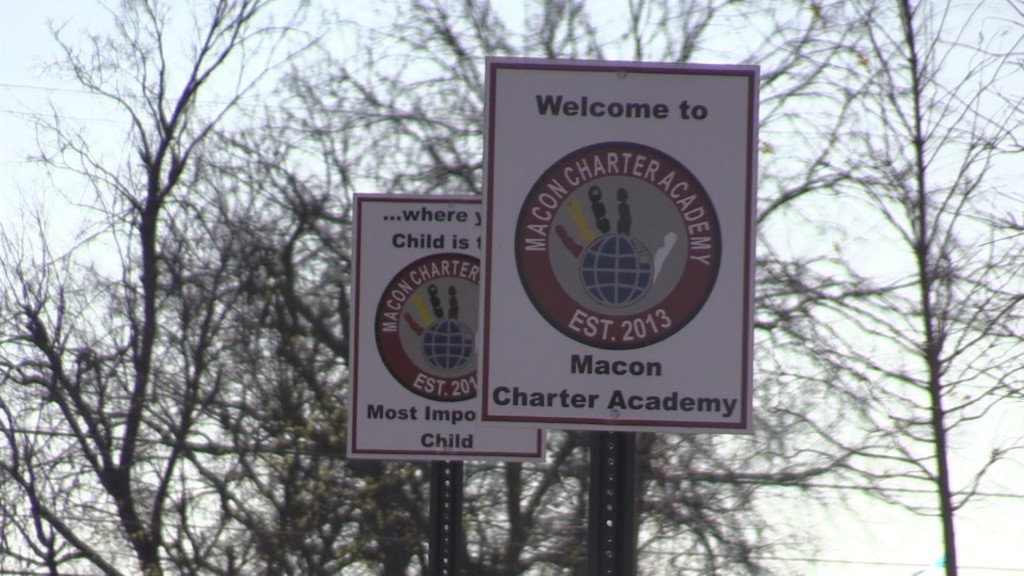 Welcome to
MACON CHARTER ACADEMY
EST. 2013
Macon
Charter Academy
...where
Child is
MACON CHARTER
EST. 201
Most
Child